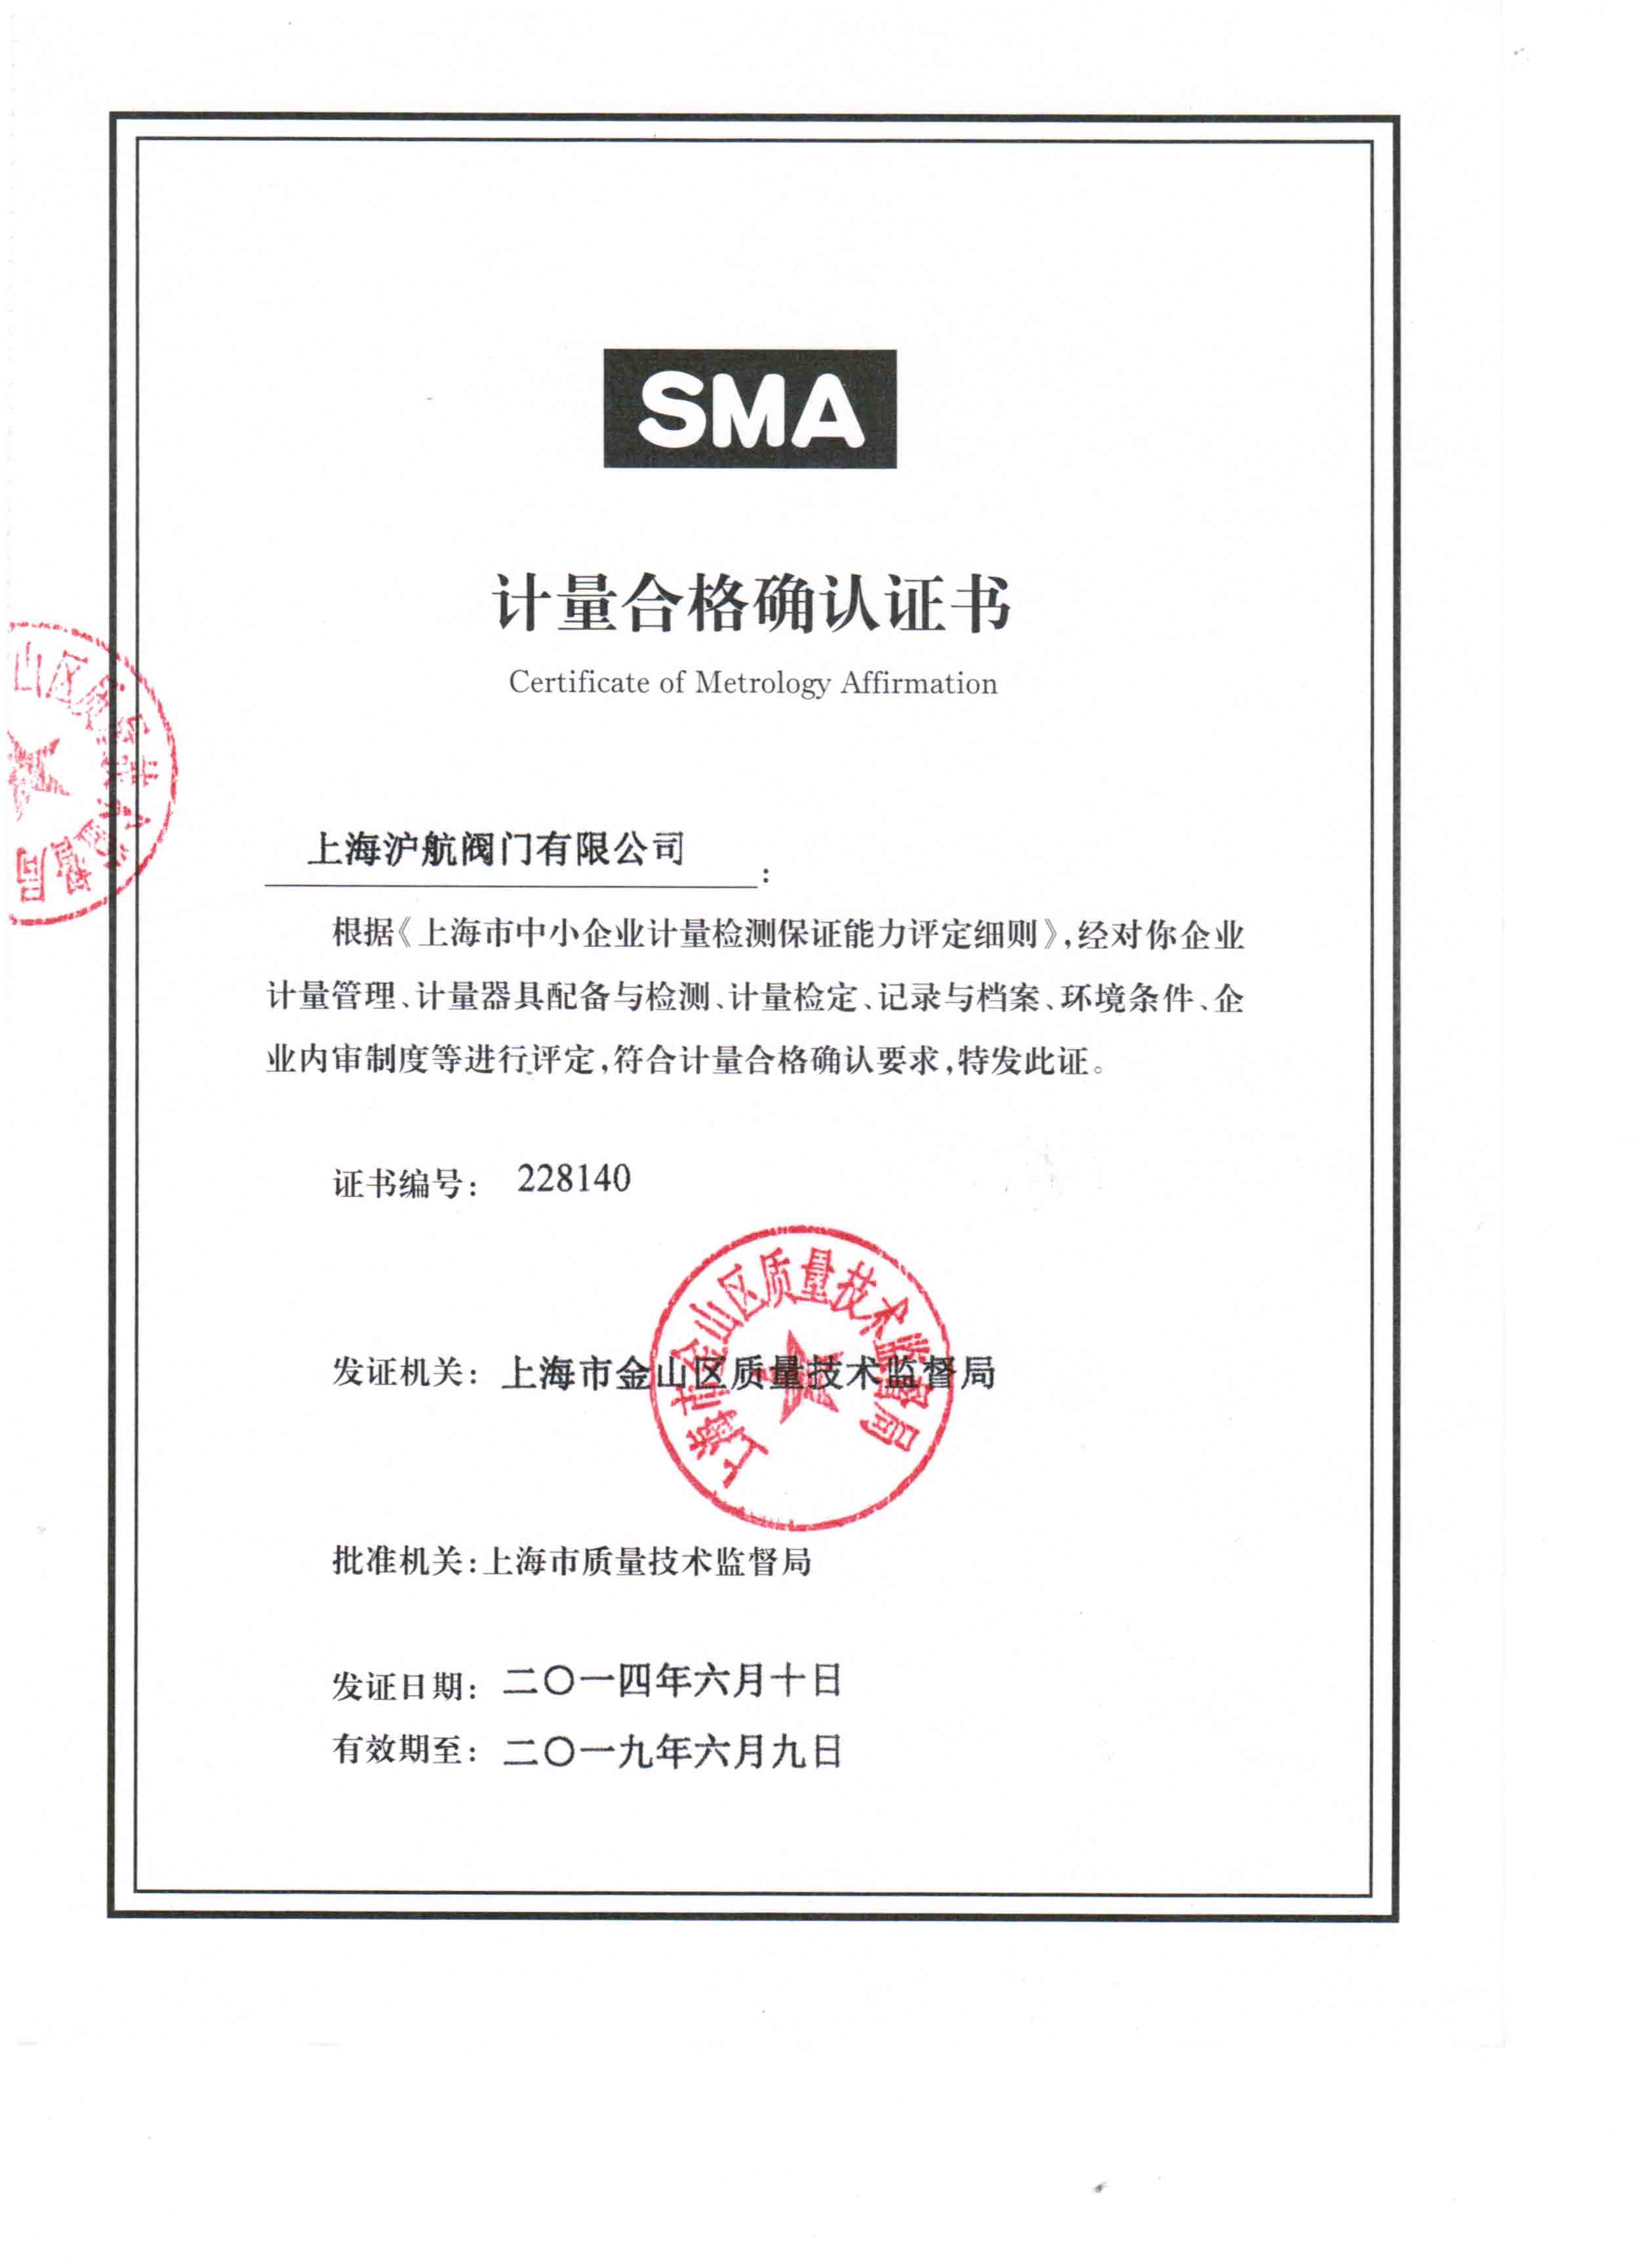 SMA
计量合格确认证书
Certificate of Metrology Affirmation
上海沪航阀门有限公司:
根据《上海市中小企业计量检测保证能力评定细则》,经对你企业
计量管理、计量器具配备与检测、计量检定、记录与档案、环境条件、企
业内审制度等进行评定,符合计量合格确认要求,特发此证。
证书编号: 228140
上海市金山区质量技术监督局
发证机关: 上海市金山区质量技术监督局
批准机关:上海市质量技术监督局
发证日期: 二〇一四年六月十日
有效期至: 二〇一九年六月九日
山区质量技术监督局